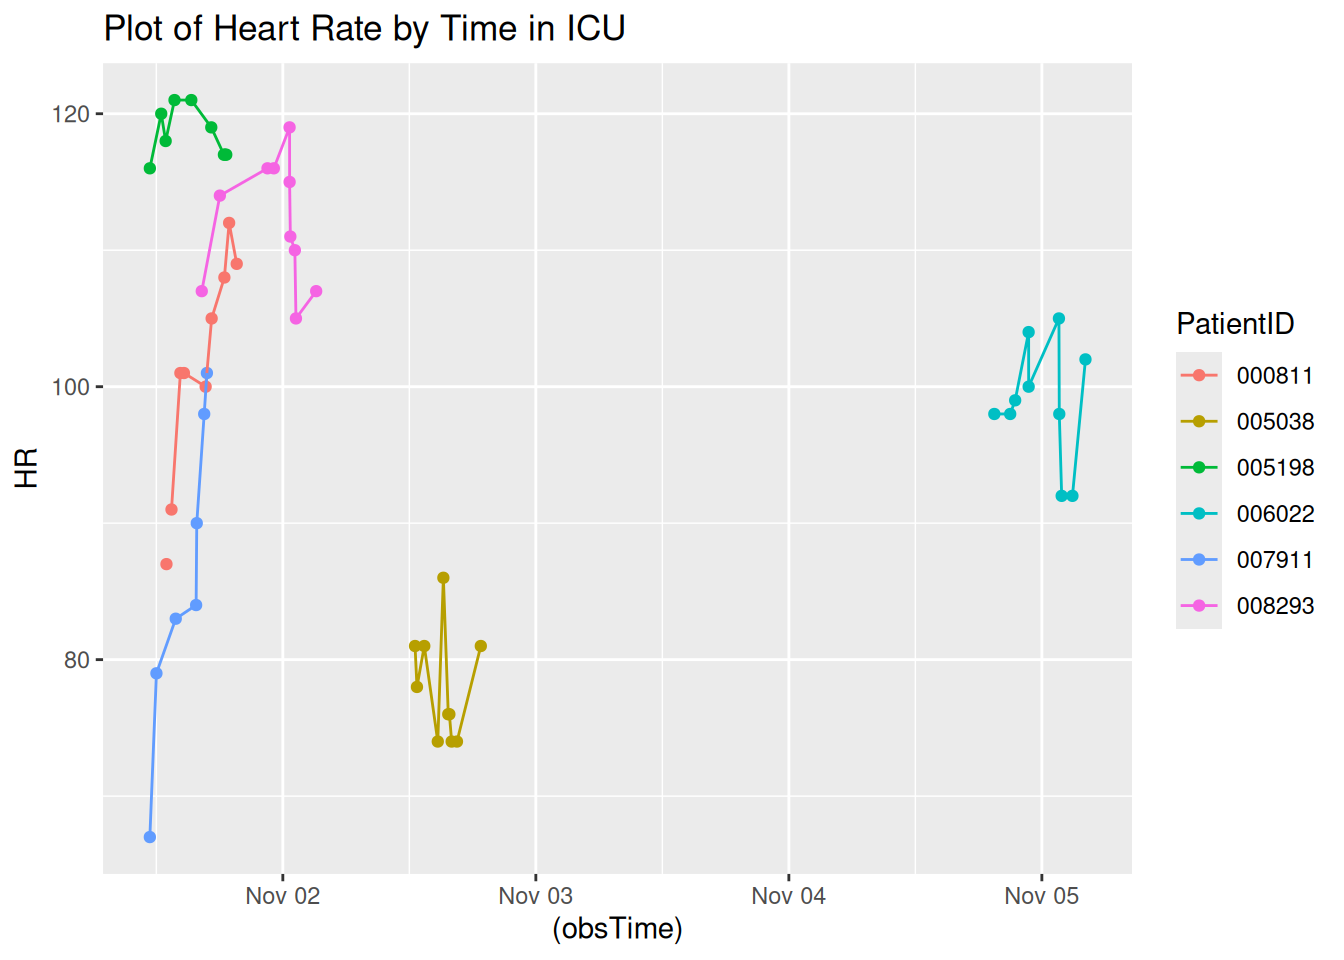 Plot of Heart Rate by Time in ICU
120
100
80
HR
Nov 02
Nov 03
Nov 04
Nov 05
(obsTime)
PatientID
000811
005038
005198
006022
007911
008293